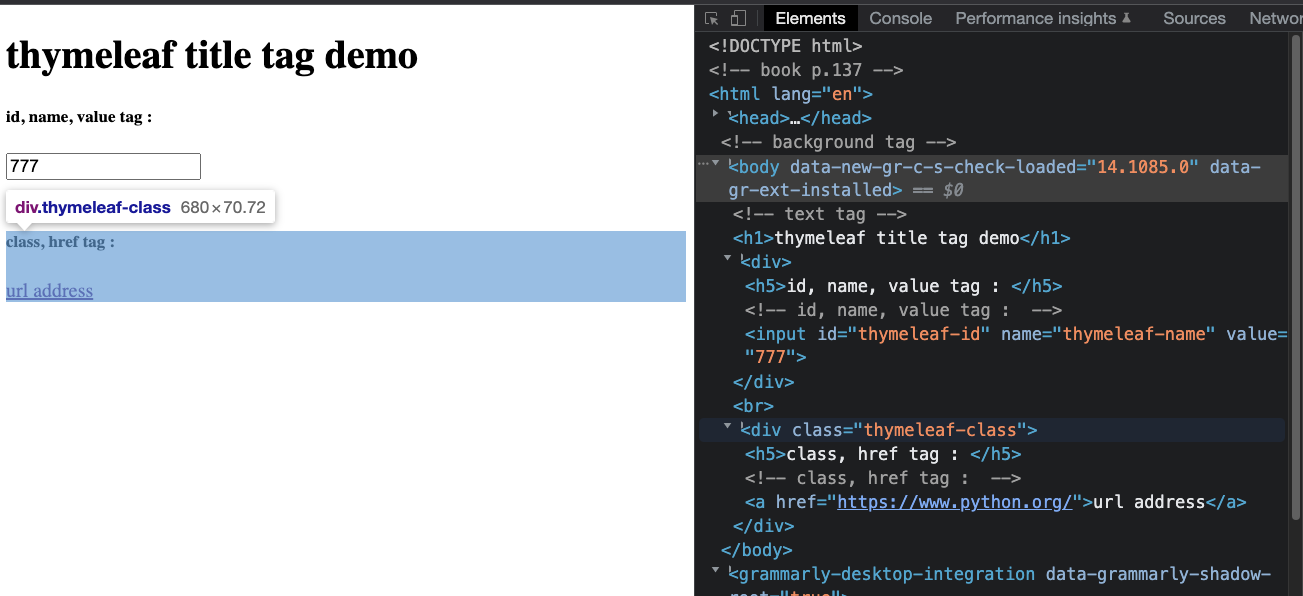 thymeleaf title tag demo
id, name, value tag :
777
div.thymeleaf-class 680×70.72
class, href tag :
url address
Elements Console Performance insights Sources Networ
<!DOCTYPE html>
<!-- book p.137 -->
<html lang="en">
<head>…</head>
<!-- background tag -->
<body data-new-gr-c-s-check-loaded="14.1085.0" data-
gr-ext-installed> == $0
<!-- text tag -->
<h1>thymeleaf title tag demo</h1>
<div>
<h5>id, name, value tag : </h5>
<!-- id, name, value tag :  -->
<input id="thymeleaf-id" name="thymeleaf-name" value=
"777">
</div>
<br>
<div class="thymeleaf-class">
<h5>class, href tag : </h5>
<!-- class, href tag :  -->
<a href="https://www.python.org/">url address</a>
</div>
</body>
<grammarly-desktop-integration data-grammarly-shadow-
root="true">